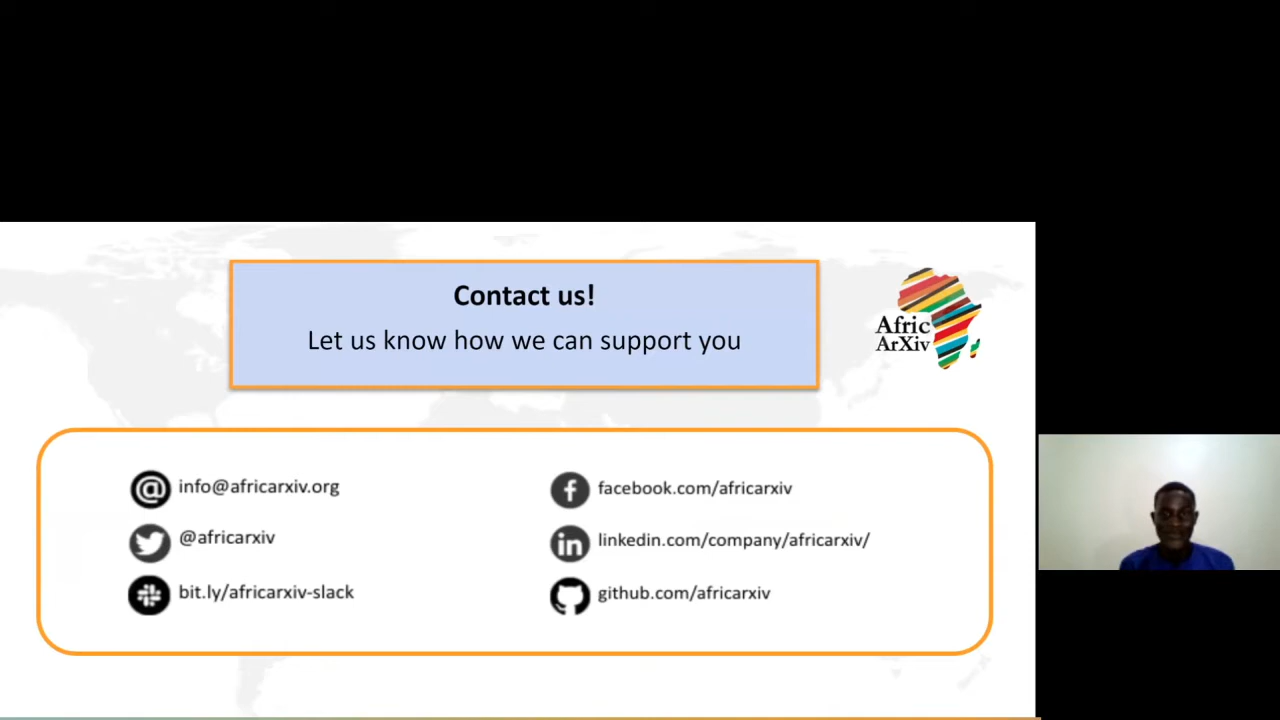 Contact us!
Let us know how we can support you
Afric
ArXiv
info@africarxiv.org
@africarxiv
bit.ly/africarxiv-slack
facebook.com/africarxiv
linkedin.com/company/africarxiv/
github.com/africarxiv